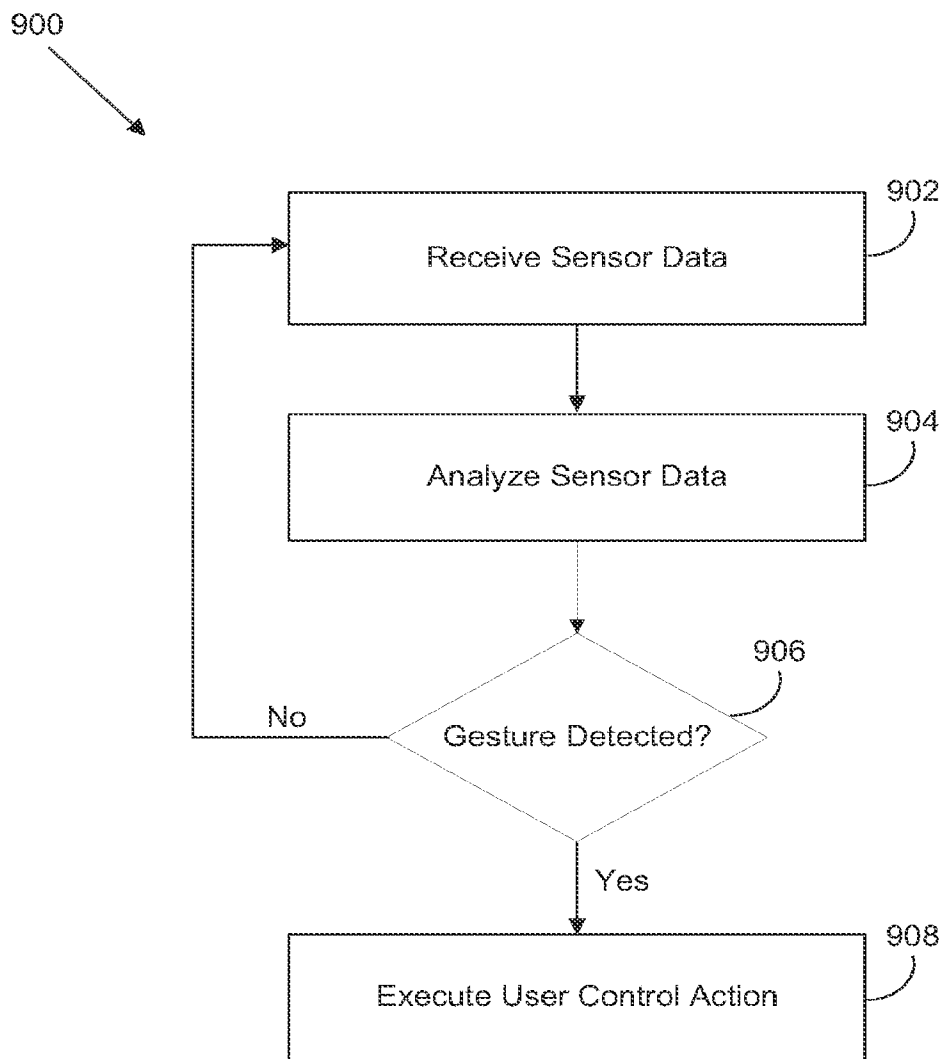 900
902
Receive Sensor Data
904
Analyze Sensor Data
906
Gesture Detected?
No
Yes
908
Execute User Control Action